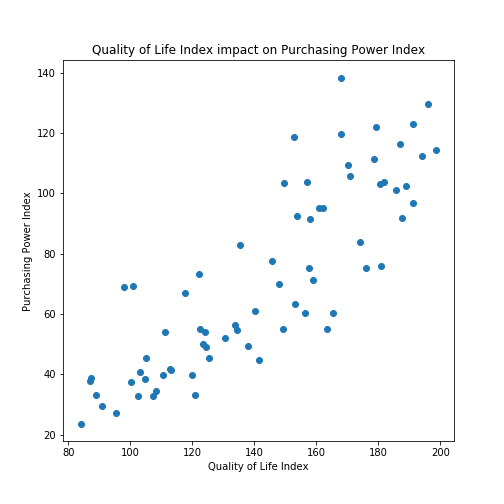 Quality of Life Index impact on Purchasing Power Index
140
120
100
80
60
40
20
Purchasing Power Index
80 100 120 140 160 180 200
Quality of Life Index